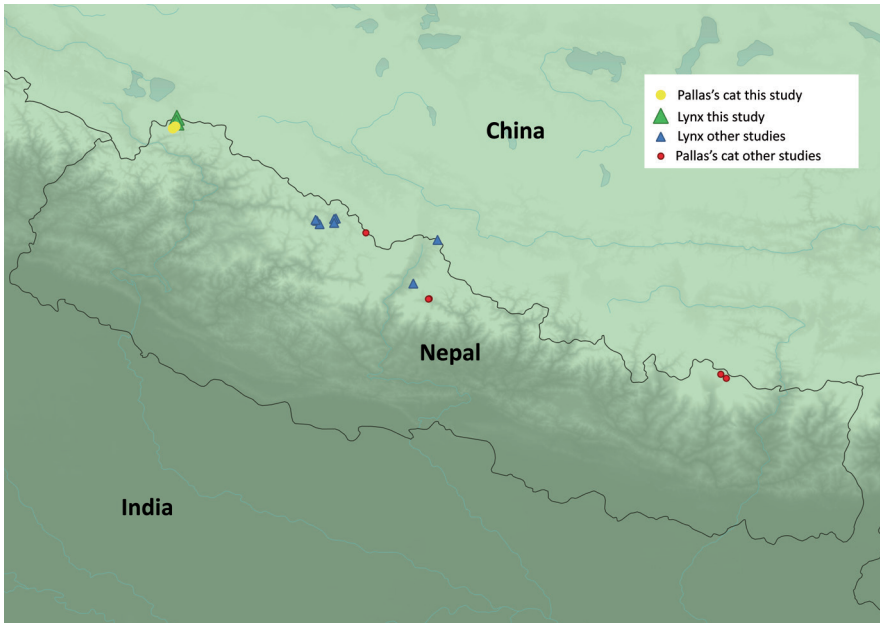 China
Pallas's cat this study
Lynx this study
Lynx other studies
Pallas's cat other studies
Nepal
India